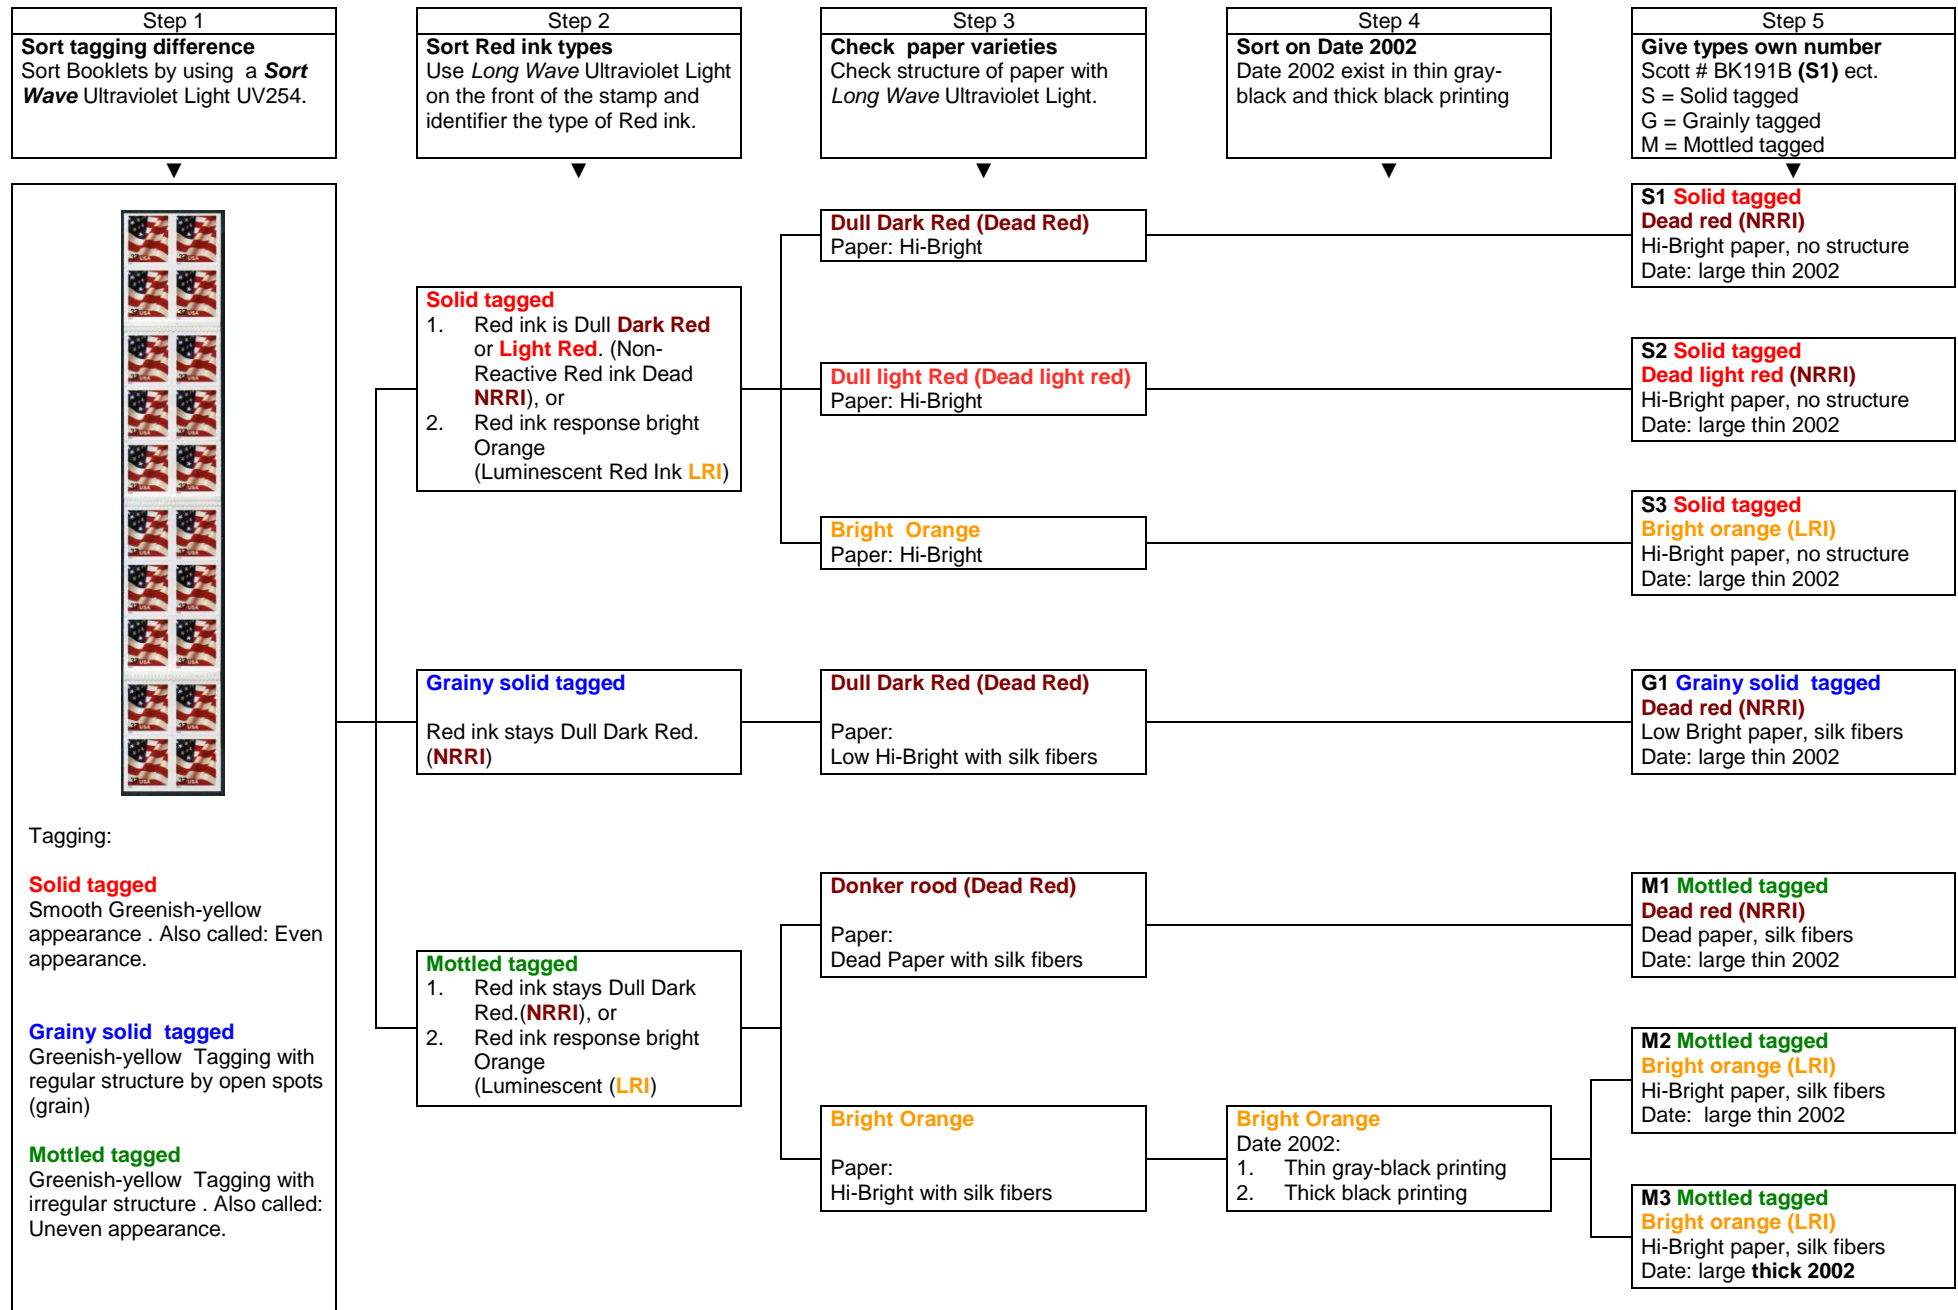 Step 1
Sort tagging difference
Sort Booklets by using a Sort
Wave Ultraviolet Light UV254.
Step 2
Sort Red ink types
Use Long Wave Ultraviolet Light
on the front of the stamp and
identifier the type of Red ink.
Step 3
Check paper varieties
Check structure of paper with
Long Wave Ultraviolet Light.
Step 4
Sort on Date 2002
Date 2002 exist in thin gray-
black and thick black printing
Step 5
Give types own number
Scott # BK191B (S1) ect.
S = Solid tagged
G = Grainly tagged
M = Mottled tagged
▼
▼
▼
▼
▼
Tagging:
Solid tagged
Smooth Greenish-yellow
appearance . Also called: Even
appearance.
Grainy solid tagged
Greenish-yellow Tagging with
regular structure by open spots
(grain)
Mottled tagged
Greenish-yellow Tagging with
irregular structure . Also called:
Uneven appearance.
Solid tagged
1. Red ink is Dull Dark Red
or Light Red. (Non-
Reactive Red ink Dead
NRRI), or
2. Red ink response bright
Orange
(Luminescent Red Ink LRI)
Grainy solid tagged
Red ink stays Dull Dark Red.
(NRRI)
Mottled tagged
1. Red ink stays Dull Dark
Red.(NRRI), or
2. Red ink response bright
Orange
(Luminescent (LRI)
Dull Dark Red (Dead Red)
Paper: Hi-Bright
Dull light Red (Dead light red)
Paper: Hi-Bright
Bright Orange
Paper: Hi-Bright
Dull Dark Red (Dead Red)
Paper:
Low Hi-Bright with silk fibers
Donker rood (Dead Red)
Paper:
Dead Paper with silk fibers
Bright Orange
Paper:
Hi-Bright with silk fibers
Bright Orange
Date 2002:
1. Thin gray-black printing
2. Thick black printing
S1 Solid tagged
Dead red (NRRI)
Hi-Bright paper, no structure
Date: large thin 2002
S2 Solid tagged
Dead light red (NRRI)
Hi-Bright paper, no structure
Date: large thin 2002
S3 Solid tagged
Bright orange (LRI)
Hi-Bright paper, no structure
Date: large thin 2002
G1 Grainy solid tagged
Dead red (NRRI)
Low Bright paper, silk fibers
Date: large thin 2002
M1 Mottled tagged
Dead red (NRRI)
Dead paper, silk fibers
Date: large thin 2002
M2 Mottled tagged
Bright orange (LRI)
Hi-Bright paper, silk fibers
Date: large thin 2002
M3 Mottled tagged
Bright orange (LRI)
Hi-Bright paper, silk fibers
Date: large thick 2002